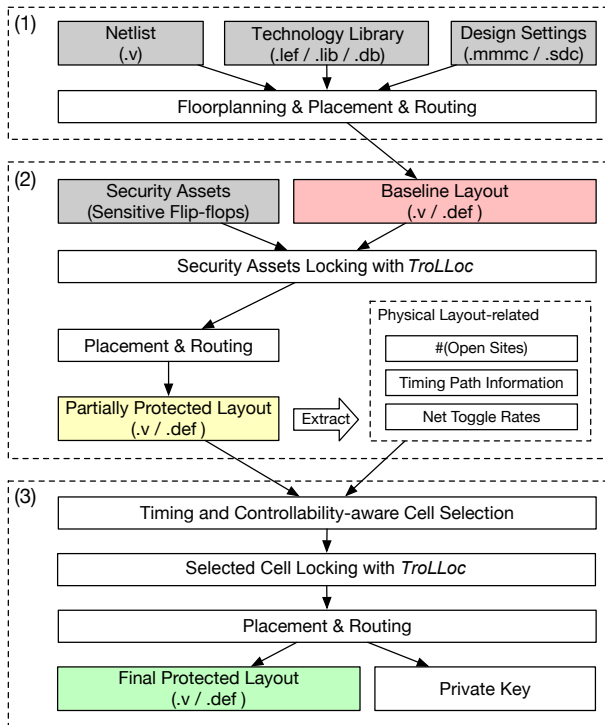 (1)
Netlist
(.v)
Technology Library
(.lef / .lib / .db)
Design Settings
(.mmmc / .sdc)
Floorplanning & Placement & Routing
(2)
Security Assets
(Sensitive Flip-flops)
Baseline Layout
(.v / .def )
Security Assets Locking with TroLLoc
Placement & Routing
Partially Protected Layout
(.v / .def )
Extract
Physical Layout-related
#(Open Sites)
Timing Path Information
Net Toggle Rates
(3)
Timing and Controllability-aware Cell Selection
Selected Cell Locking with TroLLoc
Placement & Routing
Final Protected Layout
(.v / .def )
Private Key